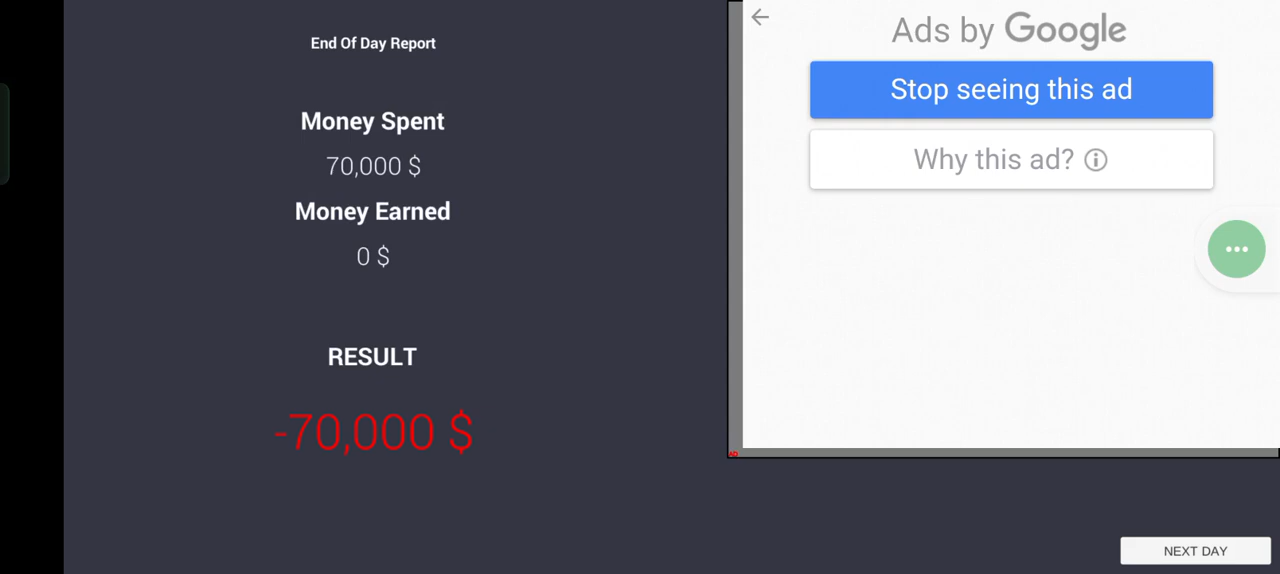 End Of Day Report
Money Spent
70,000 $
Money Earned
0 $
RESULT
-70,000 $
Ads by Google
Stop seeing this ad
Why this ad?
AD
NEXT DAY